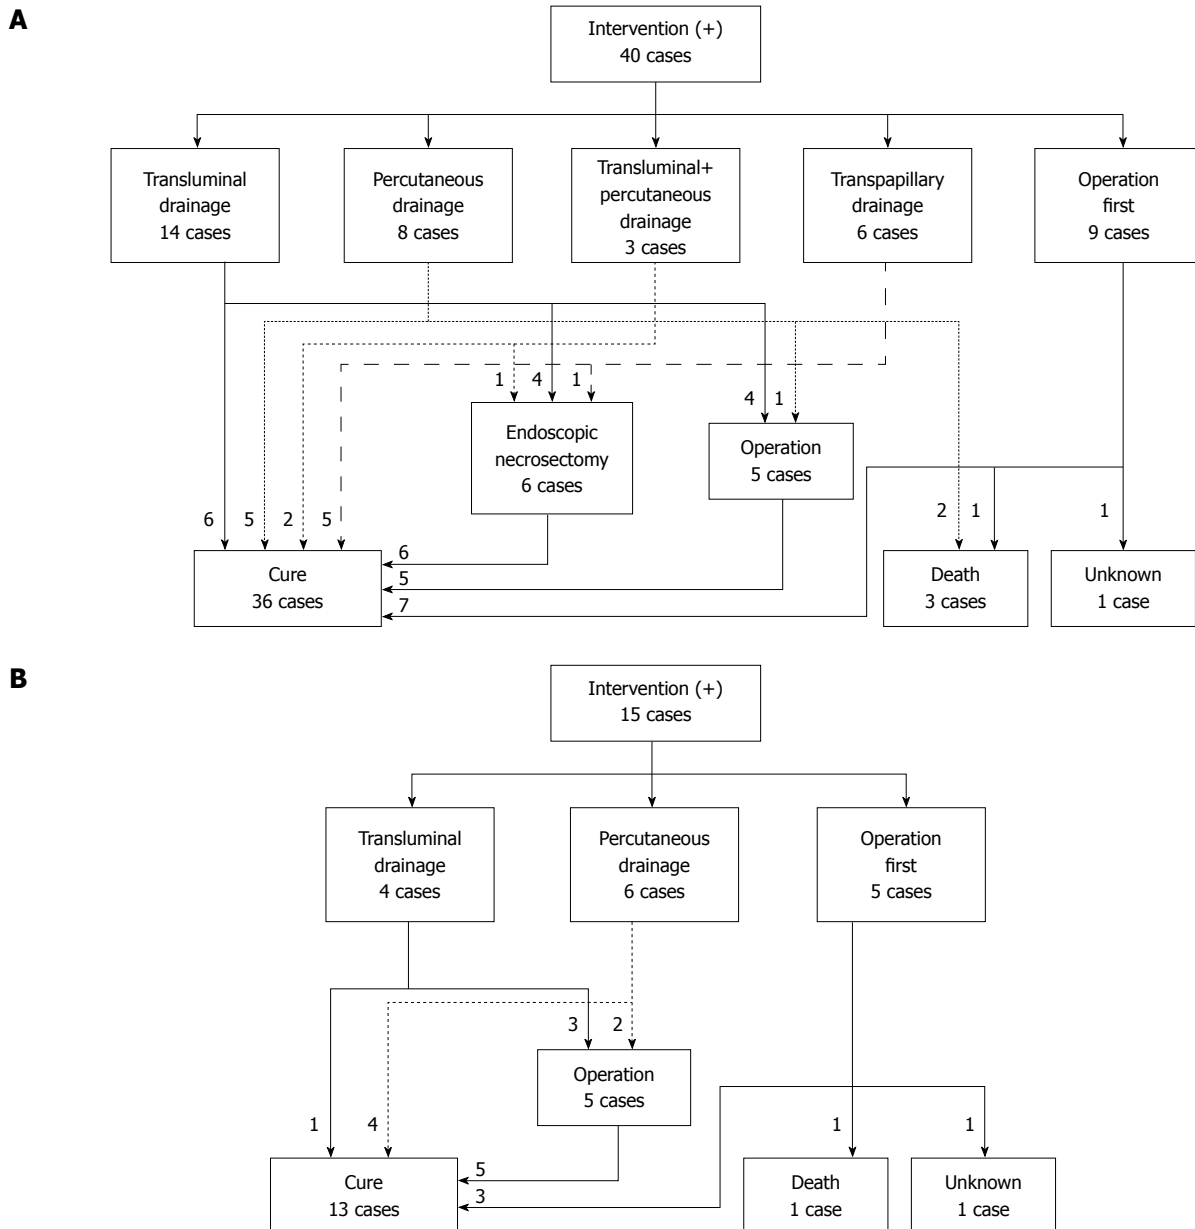 A
Intervention (+)
40 cases
Transluminal
drainage
14 cases
Percutaneous
drainage
8 cases
Transluminal+
percutaneous
drainage
3 cases
Transpapillary
drainage
6 cases
Operation
first
9 cases
1
4
1
4
1
Endoscopic
necrosectomy
6 cases
Operation
5 cases
6
5
2
5
2
1
1
6
5
7
Cure
36 cases
Death
3 cases
Unknown
1 case
B
Intervention (+)
15 cases
Transluminal
drainage
4 cases
Percutaneous
drainage
6 cases
Operation
first
5 cases
3
2
Operation
5 cases
1
4
1
1
5
3
Cure
13 cases
Death
1 case
Unknown
1 case